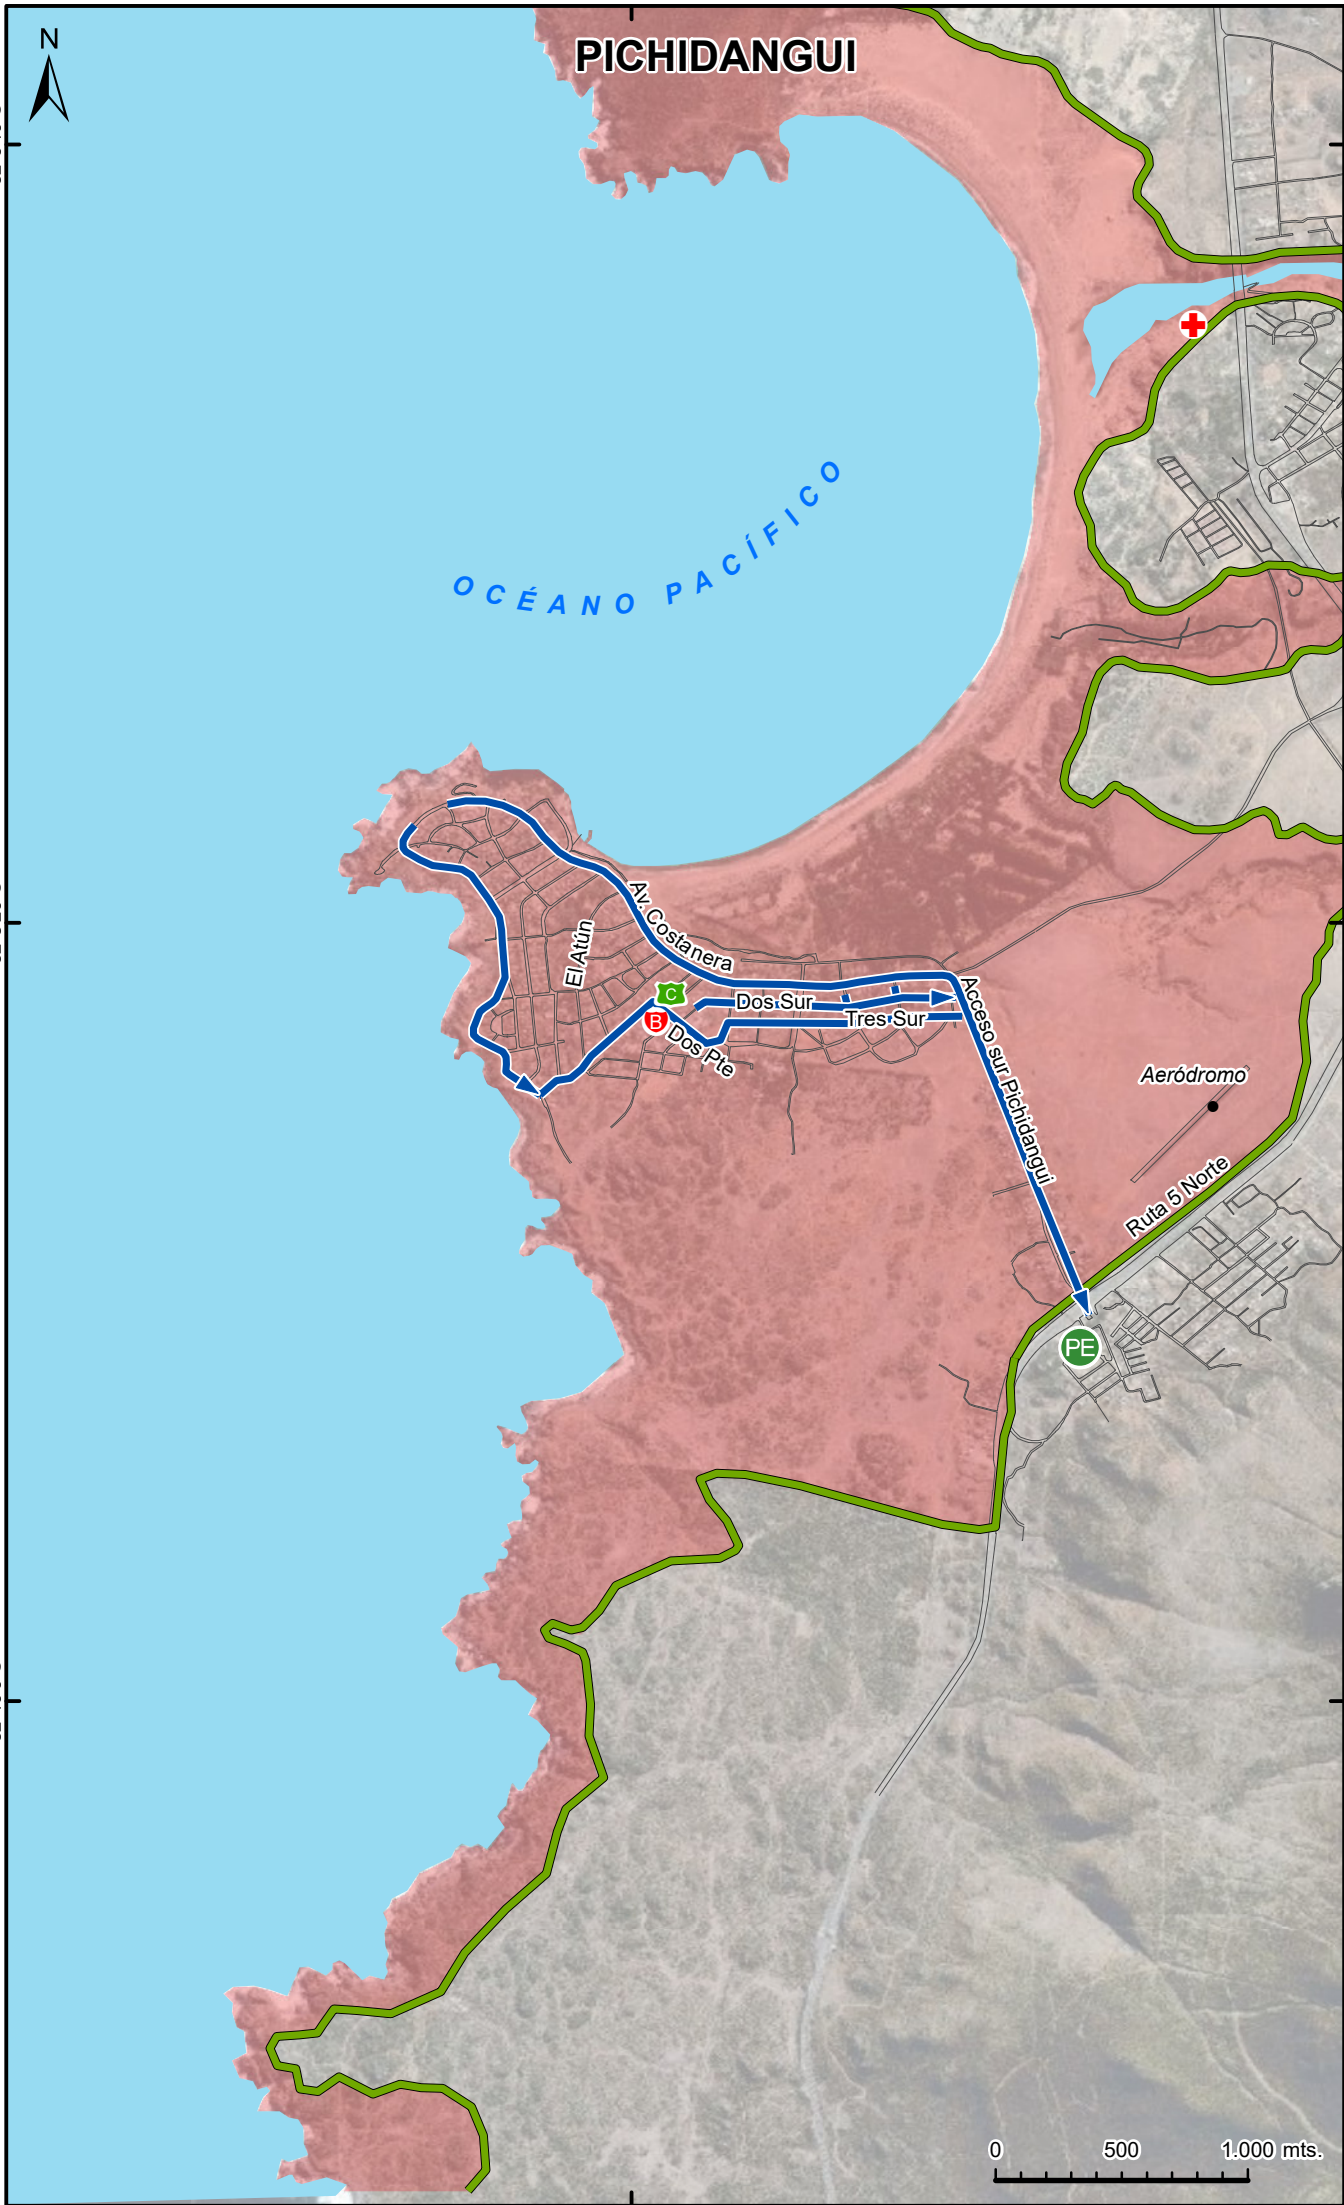 N
PICHIDANGUI
OCÉANO PACÍFICO
Av. Costanera
El Atún
C
B
Dos Sur
Tres Sur
Dos Pte
Acceso sur Pichidangui
Aeródromo
Ruta 5 Norte
PE
0 500 1.000 mts.